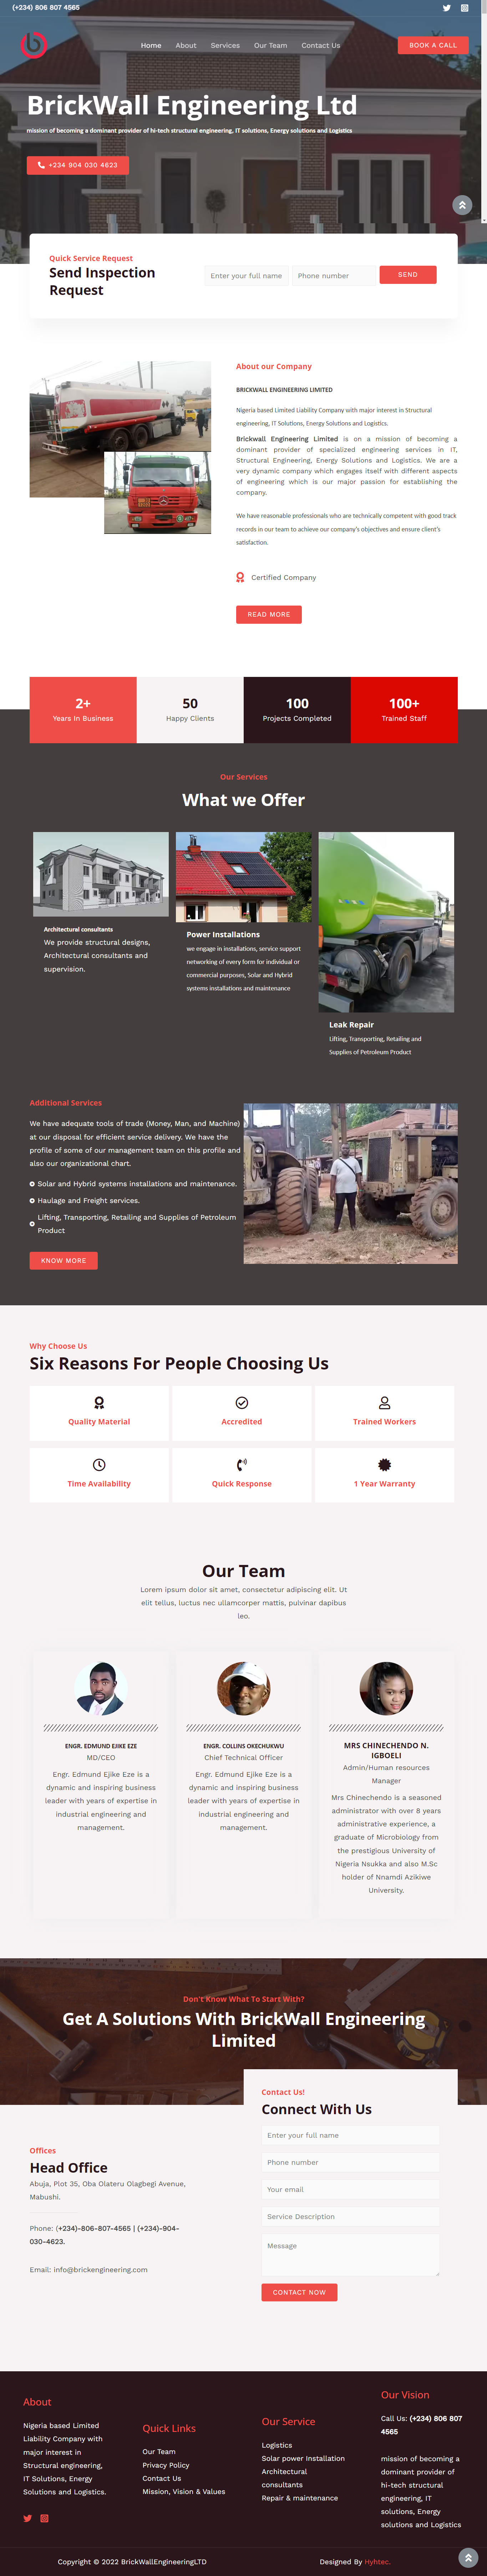 (+234) 806 807 4565
Home About Services Our Team Contact Us
BOOK A CALL
BrickWall Engineering Ltd
mission of becoming a dominant provider of hi-tech structural engineering, IT solutions, Energy solutions and Logistics
+234 904 030 4623
Quick Service Request
Send Inspection
Request
Enter your full name
Phone number
SEND
About our Company
BRICKWALL ENGINEERING LIMITED
Nigeria based Limited Liability Company with major interest in Structural
engineering, IT Solutions, Energy Solutions and Logistics.
Brickwall Engineering Limited is on a mission of becoming a
dominant provider of specialized engineering services in IT,
Structural Engineering, Energy Solutions and Logistics. We are a
very dynamic company which engages itself with different aspects
of engineering which is our major passion for establishing the
company.
We have reasonable professionals who are technically competent with good track
records in our team to achieve our company's objectives and ensure client's
satisfaction.
Certified Company
READ MORE
2+
Years In Business
50
Happy Clients
100
Projects Completed
100+
Trained Staff
Our Services
What we Offer
Architectural consultants
We provide structural designs,
Architectural consultants and
supervision.
Power Installations
we engage in installations, service support
networking of every form for individual or
commercial purposes, Solar and Hybrid
systems installations and maintenance
Leak Repair
Lifting, Transporting, Retailing and
Supplies of Petroleum Product
Additional Services
We have adequate tools of trade (Money, Man, and Machine)
at our disposal for efficient service delivery. We have the
profile of some of our management team on this profile and
also our organizational chart.
Solar and Hybrid systems installations and maintenance.
Haulage and Freight services.
Lifting, Transporting, Retailing and Supplies of Petroleum
Product
KNOW MORE
Why Choose Us
Six Reasons For People Choosing Us
Quality Material
Accredited
Trained Workers
Time Availability
Quick Response
1 Year Warranty
Our Team
Lorem ipsum dolor sit amet, consectetur adipiscing elit. Ut
elit tellus, luctus nec ullamcorper mattis, pulvinar dapibus
leo.
ENGR. EDMUND EJIKE EZE
MD/CEO
Engr. Edmund Ejike Eze is a
dynamic and inspiring business
leader with years of expertise in
industrial engineering and
management.
ENGR. COLLINS OKECHUKWU
Chief Technical Officer
Engr. Edmund Ejike Eze is a
dynamic and inspiring business
leader with years of expertise in
industrial engineering and
management.
MRS CHINECHENDO N.
IGBOELI
Admin/Human resources
Manager
Mrs Chinechendo is a seasoned
administrator with over 8 years
administrative experience, a
graduate of Microbiology from
the prestigious University of
Nigeria Nsukka and also M.Sc
holder of Nnamdi Azikiwe
University.
Don't Know What To Start With?
Get A Solutions With BrickWall Engineering
Limited
Offices
Head Office
Abuja, Plot 35, Oba Olateru Olagbegi Avenue,
Mabushi.
Phone: (+234)-806-807-4565 | (+234)-904-
030-4623.
Email: info@brickengineering.com
Contact Us!
Connect With Us
Enter your full name
Phone number
Your email
Service Description
Message
CONTACT NOW
About
Nigeria based Limited
Liability Company with
major interest in
Structural engineering,
IT Solutions, Energy
Solutions and Logistics.
Quick Links
Our Team
Privacy Policy
Contact Us
Mission, Vision & Values
Our Service
Logistics
Solar power Installation
Architectural
consultants
Repair & maintenance
Our Vision
Call Us: (+234) 806 807
4565
mission of becoming a
dominant provider of
hi-tech structural
engineering, IT
solutions, Energy
solutions and Logistics
Copyright © 2022 BrickWallEngineeringLTD
Designed By Hyhtec.